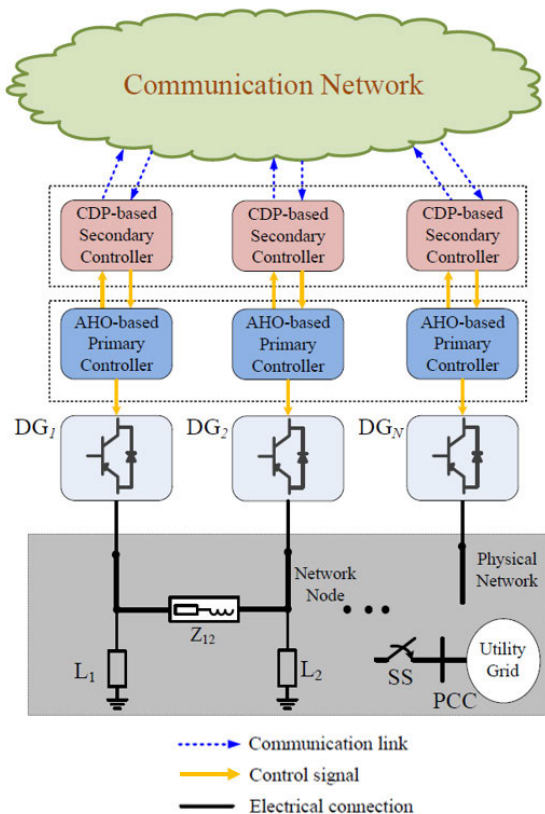 Communication Network
CDP-based
Secondary
Controller
CDP-based
Secondary
Controller
CDP-based
Secondary
Controller
AHO-based
Primary
Controller
AHO-based
Primary
Controller
AHO-based
Primary
Controller
DG1
DG2
DGN
Network
Node
Physical
Network
Z12
L1
L2
SS
PCC
Utility
Grid
Communication link
Control signal
Electrical connection